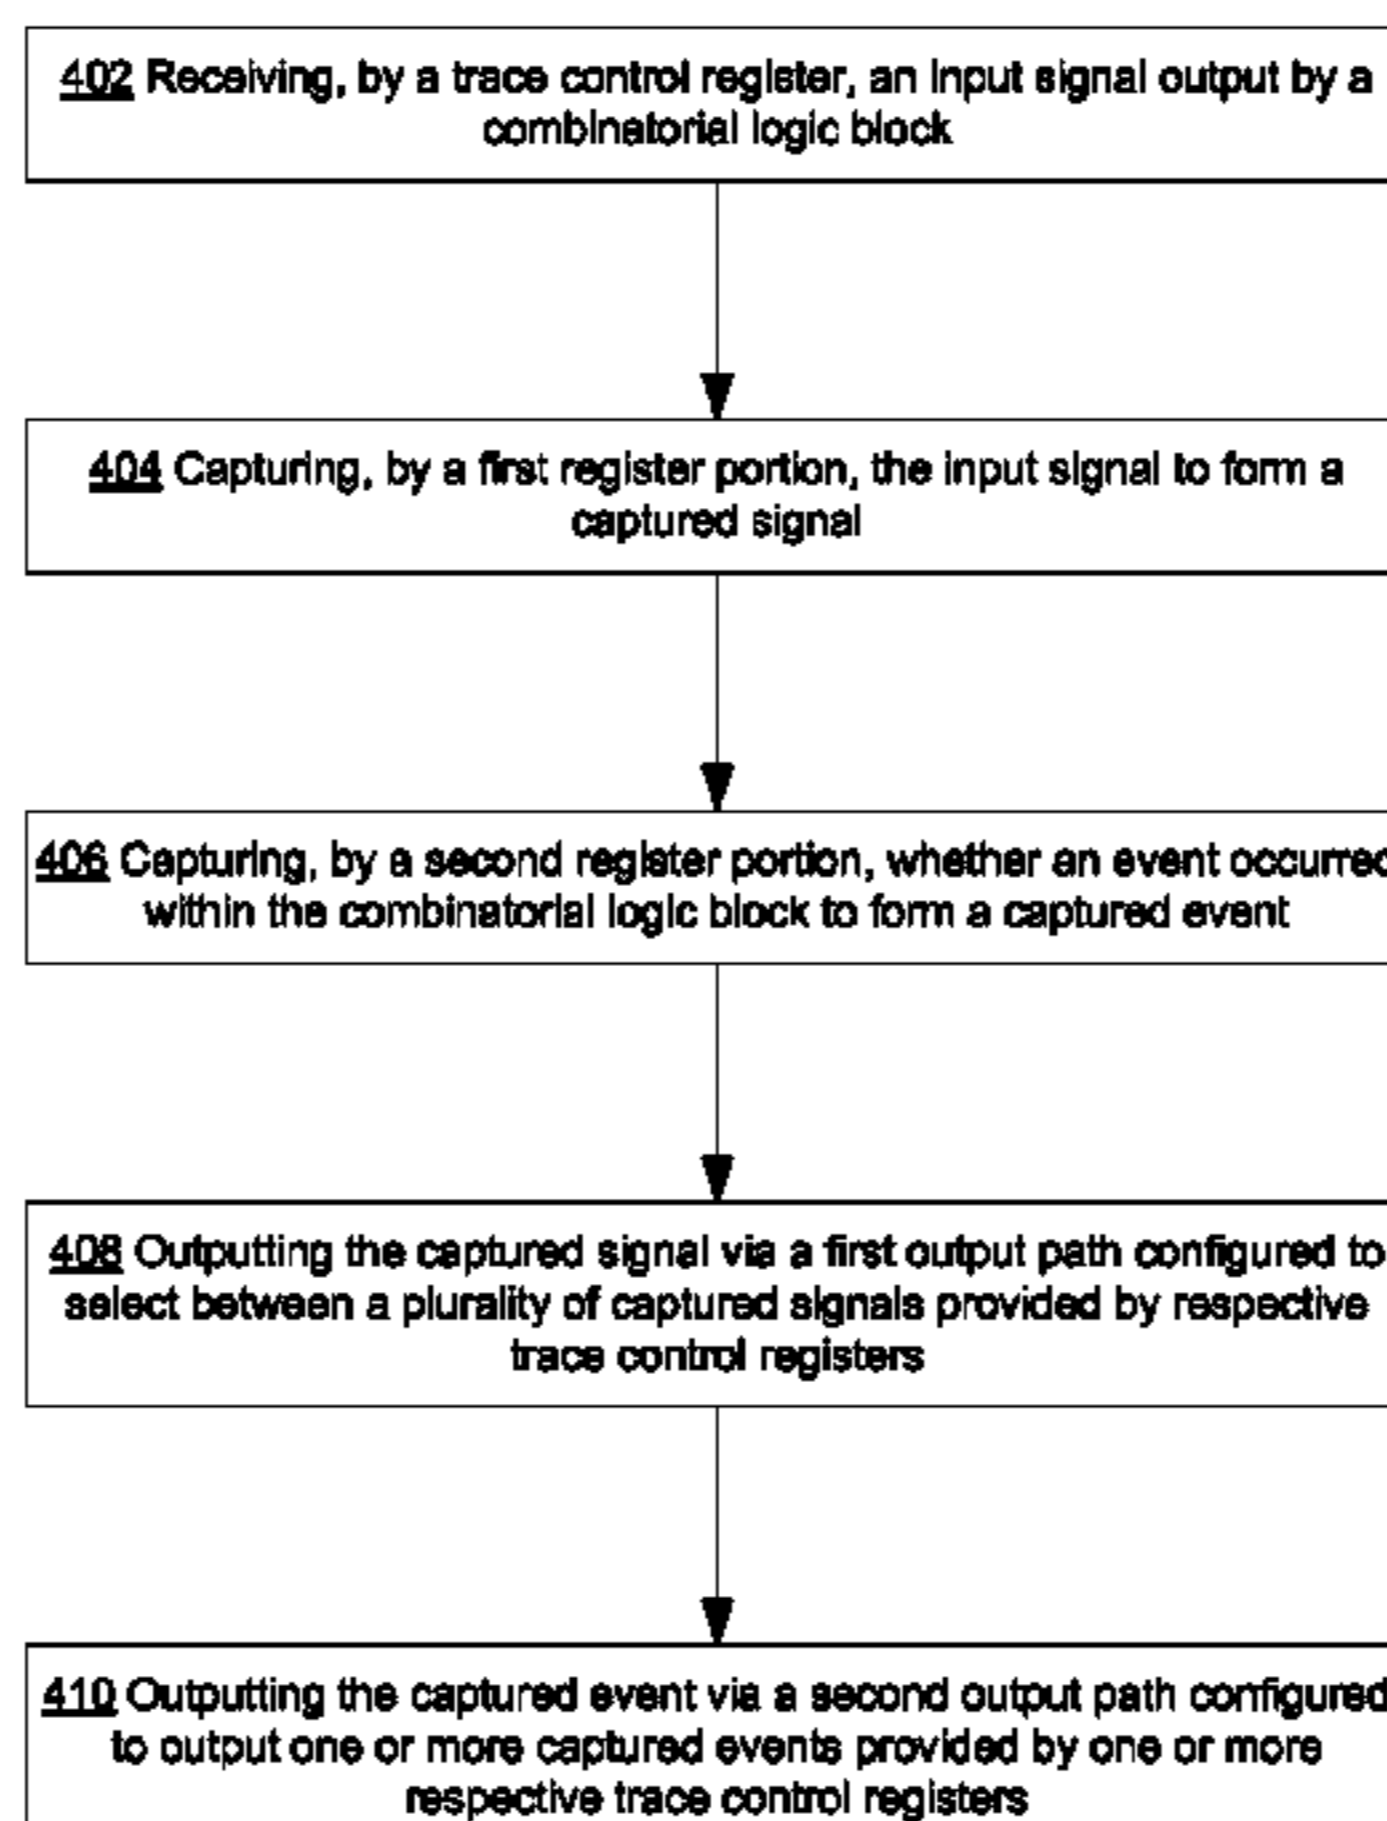 402 Receiving, by a trace control register, an input signal output by a
combinatorial logic block
404 Capturing, by a first register portion, the input signal to form a
captured signal
406 Capturing, by a second register portion, whether an event occurred
within the combinatorial logic block to form a captured event
408 Outputting the captured signal via a first output path configured to
select between a plurality of captured signals provided by respective
trace control registers
410 Outputting the captured event via a second output path configured
to output one or more captured events provided by one or more
respective trace control registers